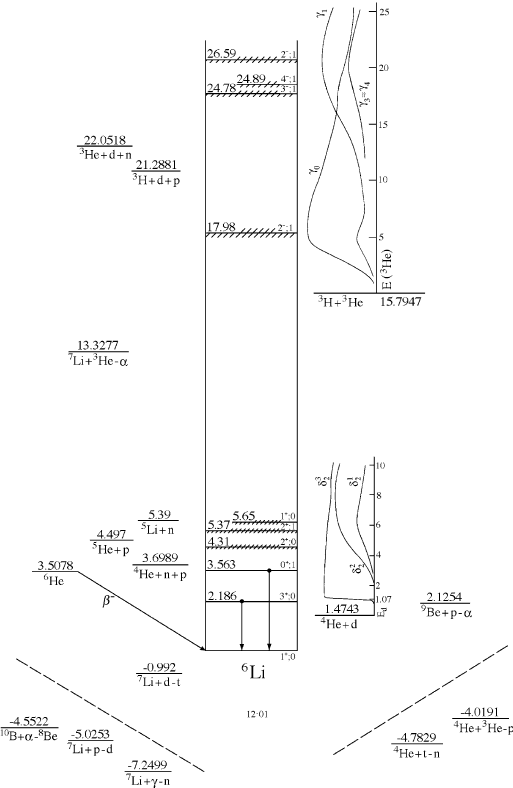 γ₁
25
26.59 2⁻;1
24.89 4⁻;1
24.78 3⁻;1
20
γ₃=γ₄
22.0518
³He+d+n
15
21.2881
³H+d+p
γ₀
10
17.98 2⁻;1
5
E (³He)
³H+³He 15.7947
13.3277
⁷Li+³He-α
10
δ³₂
δ¹₂
8
5.39
⁵Li+n
5.65 1⁺;0
5.37 2⁺;1
6
4.497
⁵He+p
4.31 2⁺;0
4
3.6989
⁴He+n+p
3.563 0⁺;1
δ²₂
3.5078
⁶He
2
β⁻
2.186 3⁺;0
1.07
E_d
1.4743
⁴He+d
2.1254
⁹Be+p-α
1⁺;0
⁶Li
-0.992
⁷Li+d-t
12·01
-4.5522
¹⁰B+α-⁸Be
-5.0253
⁷Li+p-d
-7.2499
⁷Li+γ-n
-4.0191
⁴He+³He-p
-4.7829
⁴He+t-n